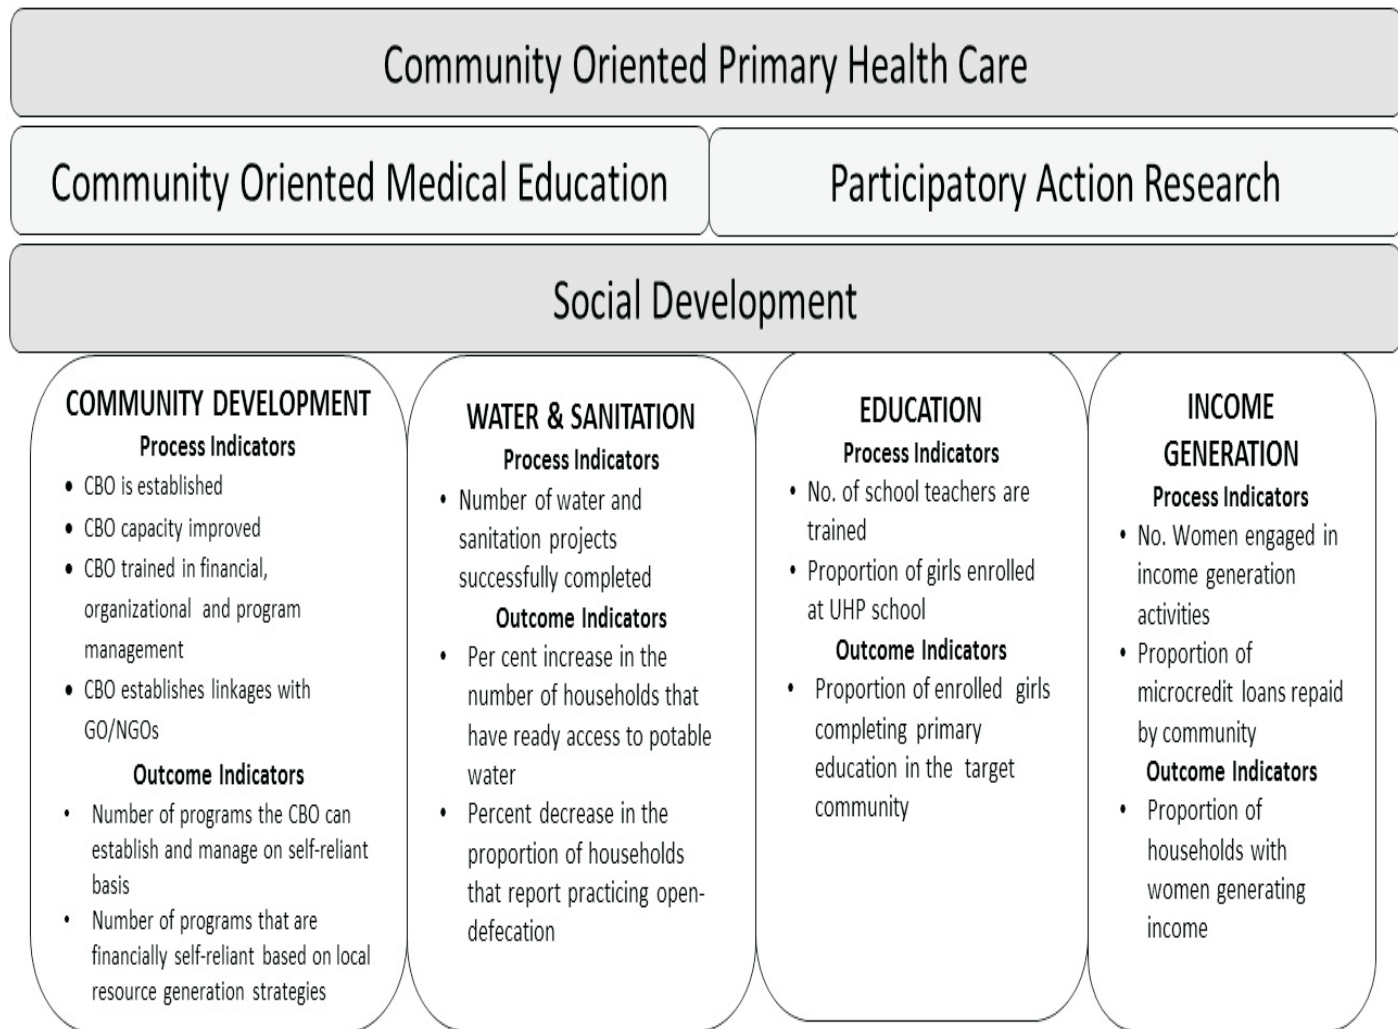 Community Oriented Primary Health Care
Community Oriented Medical Education
Participatory Action Research
Social Development
COMMUNITY DEVELOPMENT
Process Indicators
• CBO is established
• CBO capacity improved
• CBO trained in financial,
organizational and program
management
• CBO establishes linkages with
GO/NGOs
Outcome Indicators
• Number of programs the CBO can
establish and manage on self-reliant
basis
• Number of programs that are
financially self-reliant based on local
resource generation strategies
WATER & SANITATION
Process Indicators
• Number of water and
sanitation projects
successfully completed
Outcome Indicators
• Per cent increase in the
number of households that
have ready access to potable
water
• Percent decrease in the
proportion of households
that report practicing open-
defecation
EDUCATION
Process Indicators
• No. of school teachers are
trained
• Proportion of girls enrolled
at UHP school
Outcome Indicators
• Proportion of enrolled girls
completing primary
education in the target
community
INCOME
GENERATION
Process Indicators
• No. Women engaged in
income generation
activities
• Proportion of
microcredit loans repaid
by community
Outcome Indicators
• Proportion of
households with
women generating
income